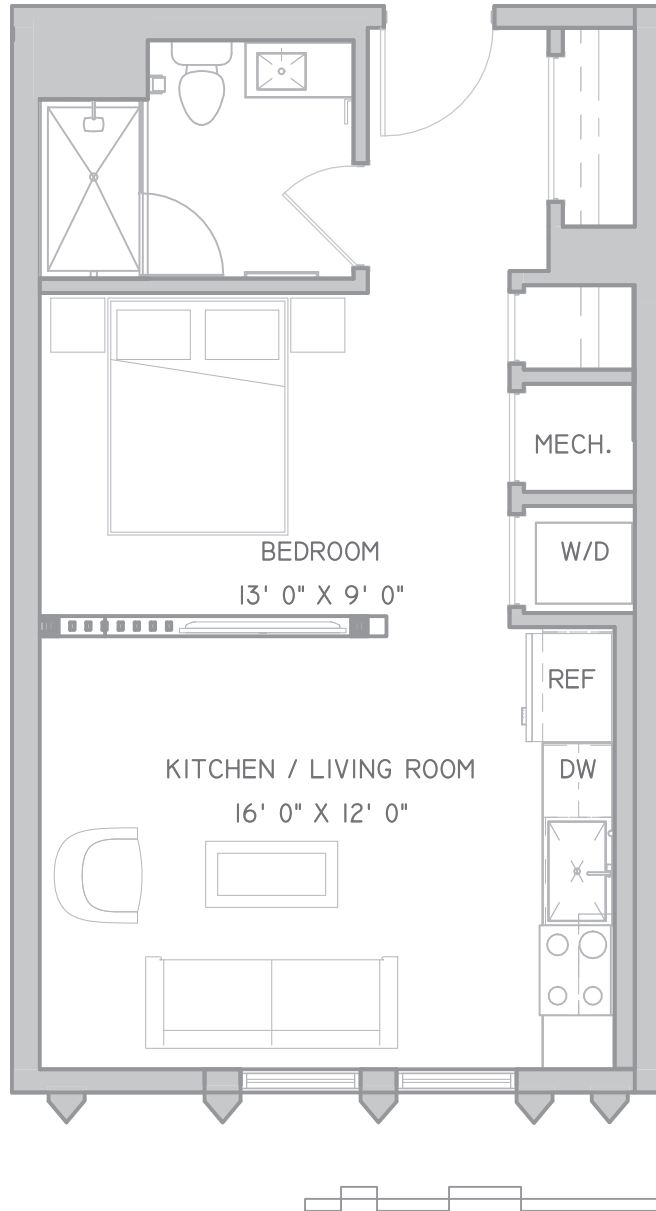 MECH.
W/D
BEDROOM
13' 0" X 9' 0"
REF
KITCHEN / LIVING ROOM
DW
16' 0" X 12' 0"